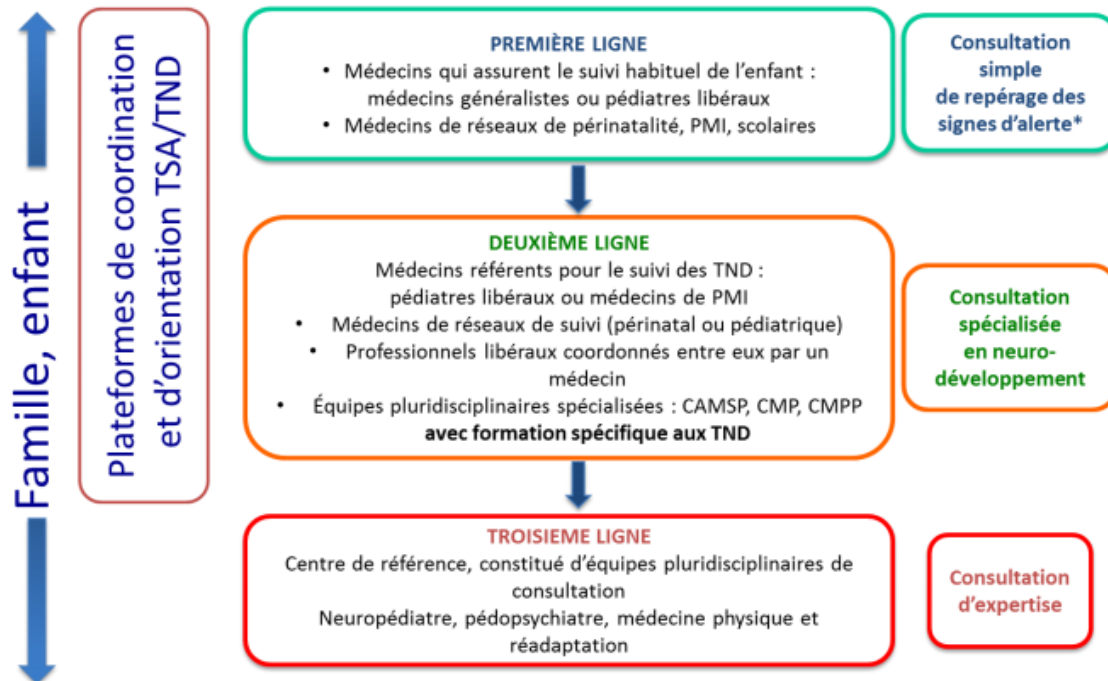 Famille, enfant
Plateformes de coordination
et d'orientation TSA/TND
PREMIÈRE LIGNE
• Médecins qui assurent le suivi habituel de l'enfant :
médecins généralistes ou pédiatres libéraux
• Médecins de réseaux de périnatalité, PMI, scolaires
Consultation
simple
de repérage des
signes d'alerte*
DEUXIÈME LIGNE
Médecins référents pour le suivi des TND :
pédiatres libéraux ou médecins de PMI
• Médecins de réseaux de suivi (périnatal ou pédiatrique)
• Professionnels libéraux coordonnés entre eux par un
médecin
• Équipes pluridisciplinaires spécialisées : CAMSP, CMP, CMPP
avec formation spécifique aux TND
Consultation
spécialisée
en neuro-
développement
TROISIEME LIGNE
Centre de référence, constitué d'équipes pluridisciplinaires de
consultation
Neuropédiatre, pédopsychiatre, médecine physique et
réadaptation
Consultation
d'expertise